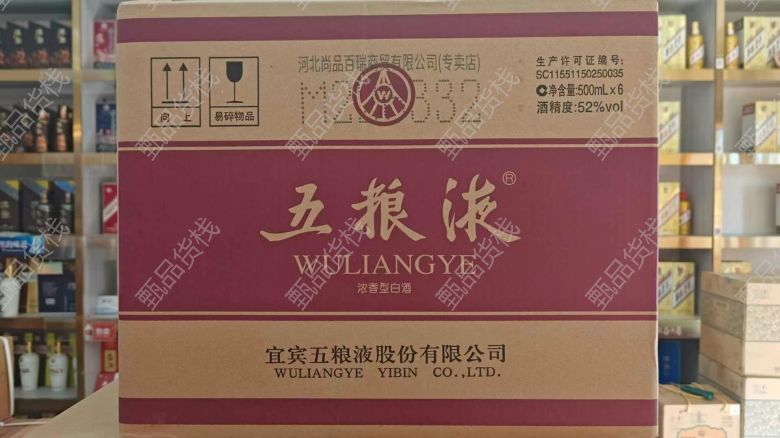 河北尚品百瑞商贸有限公司(专卖店)
生产许可证编号:
SC11551150250035
净含量:500mL×6
酒精度:52%vol
向上
易碎物品
W
五粮液®
WULIANGYE
浓香型白酒
宜宾五粮液股份有限公司
WULIANGYE YIBIN CO.,LTD.
甄品货栈